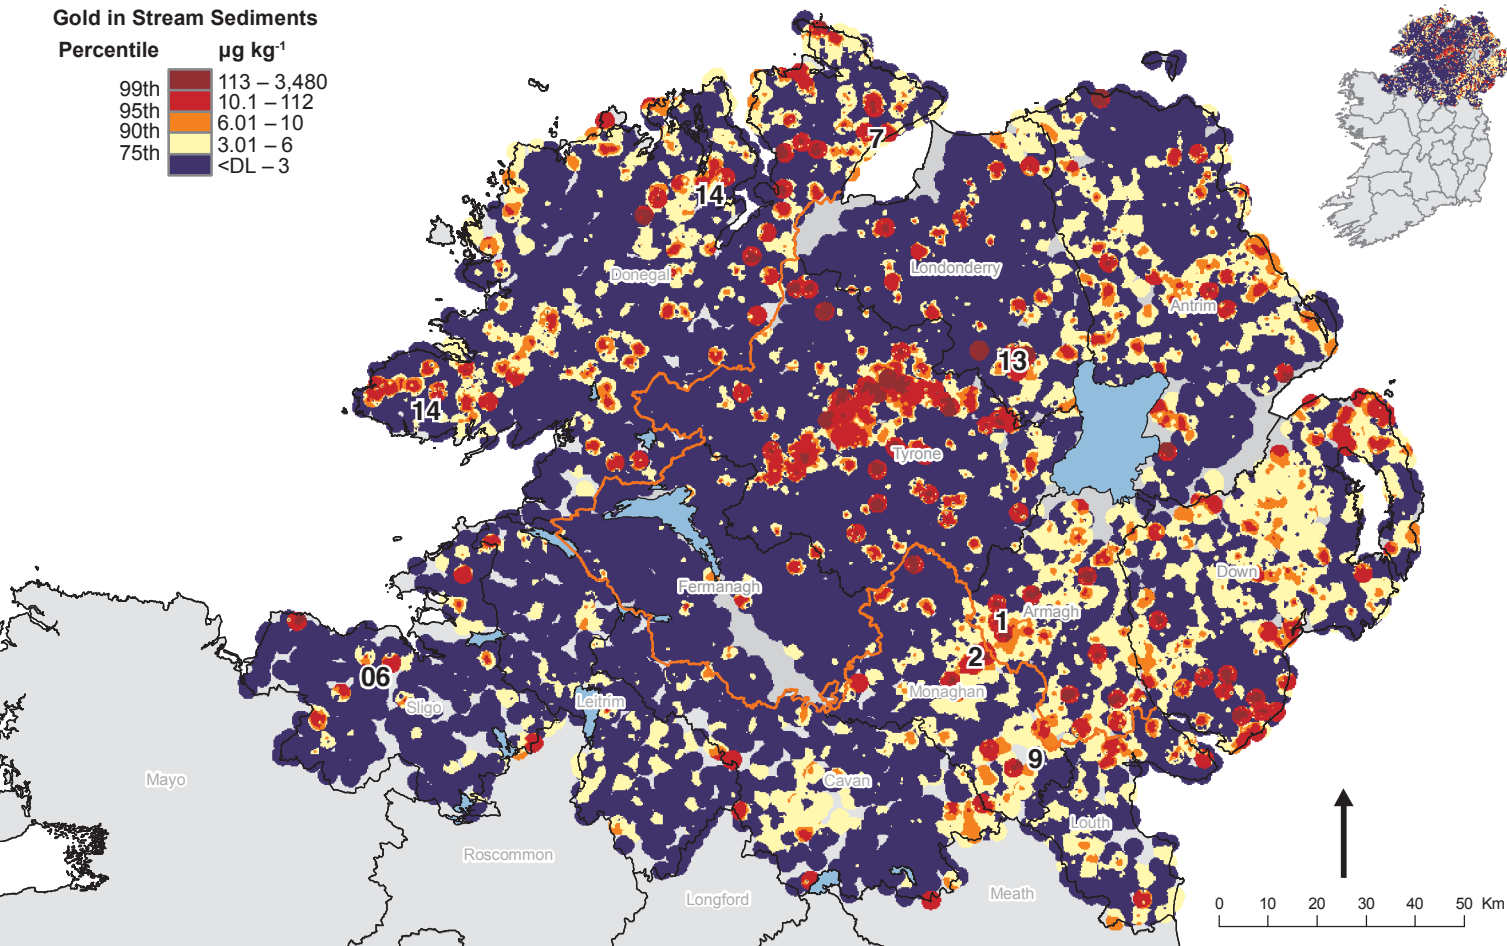 Gold in Stream Sediments
Percentile µg kg-1
99th 113 – 3,480
95th 10.1 – 112
90th 6.01 – 10
75th 3.01 – 6
<DL – 3
7
14
Donegal
Londonderry
Antrim
13
14
Tyrone
Fermanagh
Down
1
Armagh
2
06
Monaghan
Sligo
Leitrim
9
Mayo
Cavan
Louth
Roscommon
Longford
Meath
0 10 20 30 40 50 Km